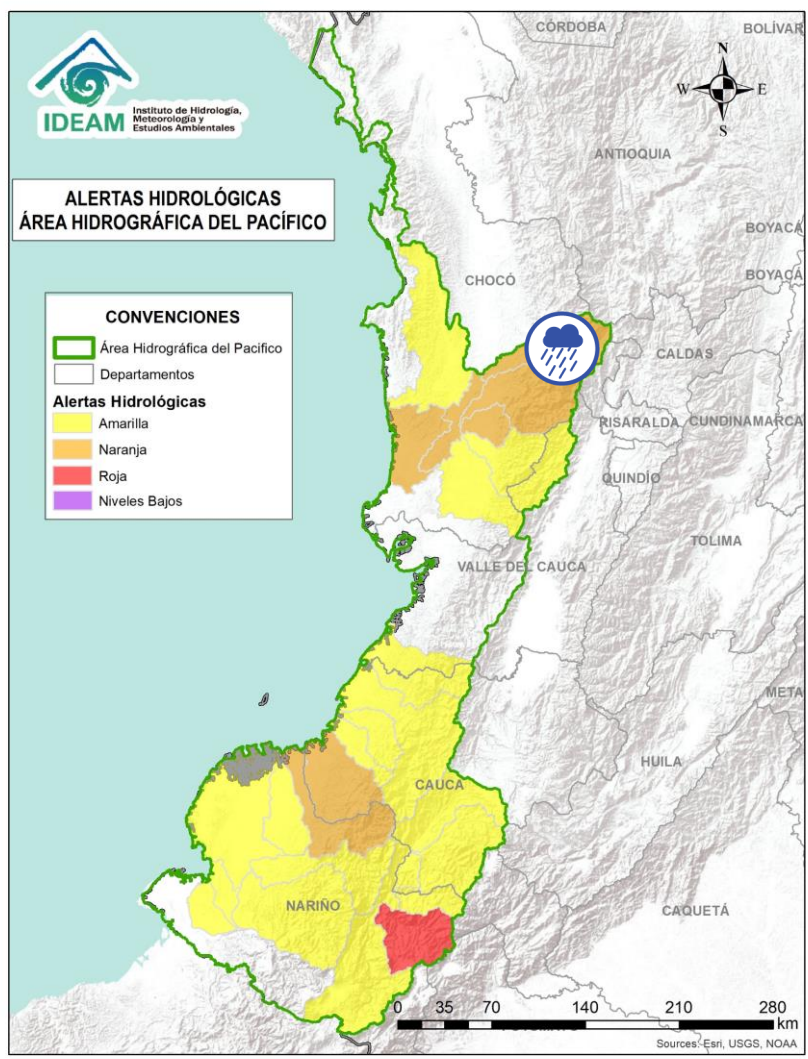 CÓRDOBA
BOLÍVAR
IDEAM
Instituto de Hidrología,
Meteorología y
Estudios Ambientales
N
W
E
S
ANTIOQUIA
ALERTAS HIDROLÓGICAS
ÁREA HIDROGRÁFICA DEL PACÍFICO
BOYACÁ
BOYACÁ
CHOCÓ
CONVENCIONES
Área Hidrográfica del Pacifico
Departamentos
Alertas Hidrológicas
Amarilla
Naranja
Roja
Niveles Bajos
CALDAS
RISARALDA
CUNDINAMARCA
QUINDÍO
TOLIMA
VALLE DEL CAUCA
META
HUILA
CAUCA
NARIÑO
CAQUETÁ
0 35 70 140 210 280
km
Sources: Esri, USGS, NOAA